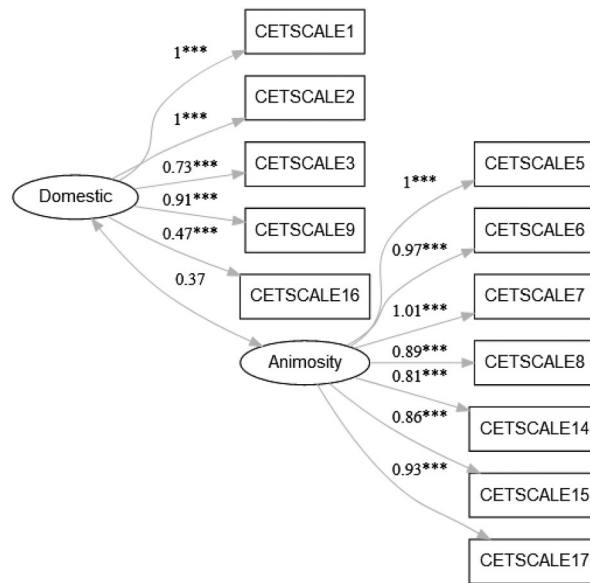 CETSCALE1
1***
CETSCALE2
1***
CETSCALE3
0.73***
CETSCALE5
1***
Domestic
0.91***
CETSCALE9
CETSCALE6
0.97***
0.47***
0.37
CETSCALE16
CETSCALE7
1.01***
Animosity
0.89***
CETSCALE8
0.81***
0.86***
CETSCALE14
0.93***
CETSCALE15
CETSCALE17